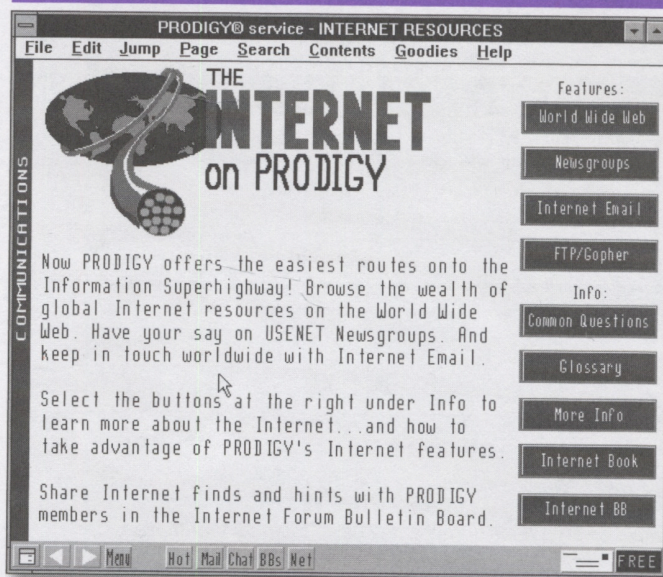 PRODIGY® service - INTERNET RESOURCES
File Edit Jump Page Search Contents Goodies Help
COMMUNICATIONS
THE
INTERNET
on PRODIGY
Now PRODIGY offers the easiest routes onto the
Information Superhighway! Browse the wealth of
global Internet resources on the World Wide
Web. Have your say on USENET Newsgroups. And
keep in touch worldwide with Internet Email.
Select the buttons at the right under Info to
learn more about the Internet...and how to
take advantage of PRODIGY's Internet features.
Share Internet finds and hints with PRODIGY
members in the Internet Forum Bulletin Board.
Features:
World Wide Web
Newsgroups
Internet Email
FTP/Gopher
Info:
Common Questions
Glossary
More Info
Internet Book
Internet BB
Menu Hot Mail Chat BBs Net FREE